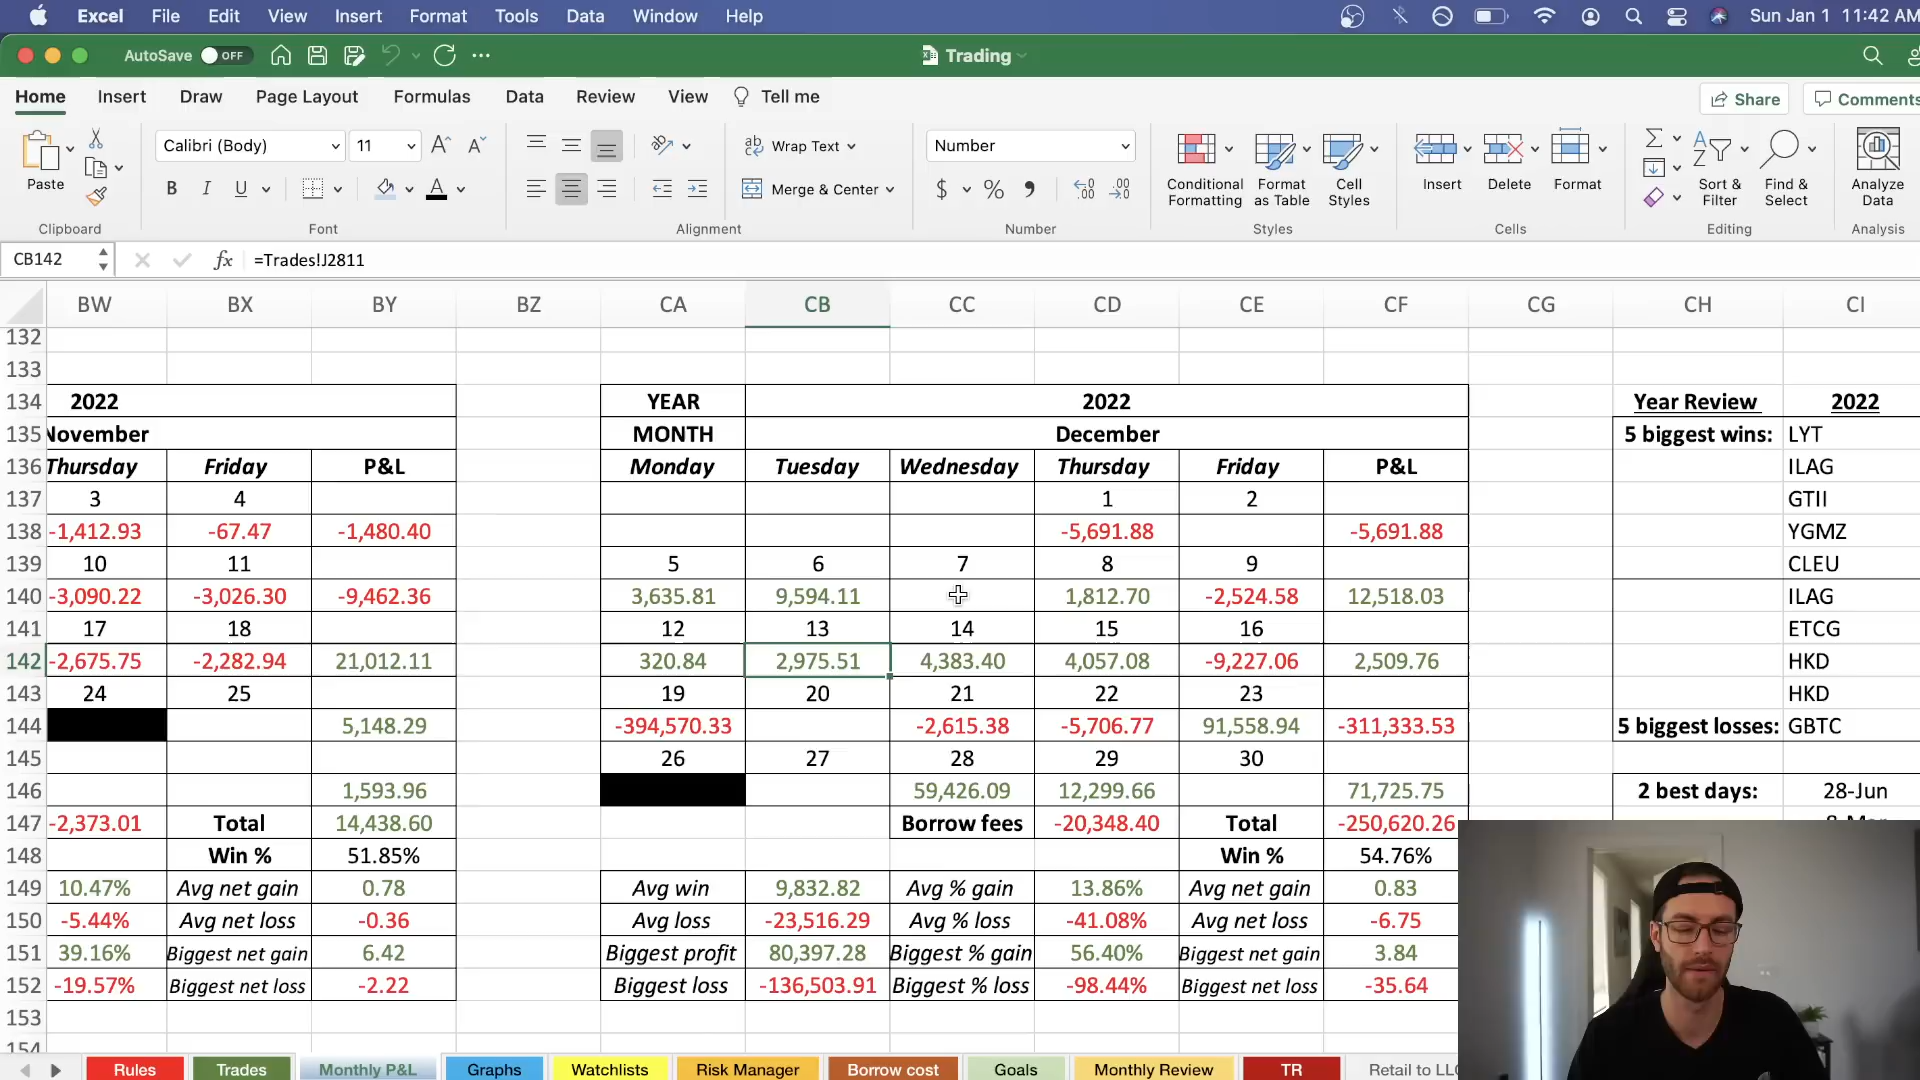 Excel File Edit View Insert Format Tools Data Window Help Sun Jan 1 11:42 AM
AutoSave OFF ... Trading
Home Insert Draw Page Layout Formulas Data Review View Tell me Share Comments
Paste Calibri (Body) 11 Wrap Text Number Conditional Formatting Format as Table Cell Styles Insert Delete Format Sort & Filter Find & Select Analyze Data
B I U Merge & Center $ %
Clipboard Font Alignment Number Styles Cells Editing Analysis
CB142 fx =Trades!J2811
BW BX BY BZ CA CB CC CD CE CF CG CH CI
132
133
134 2022 YEAR 2022 Year Review 2022
135 November MONTH December 5 biggest wins: LYT
136 Thursday Friday P&L Monday Tuesday Wednesday Thursday Friday P&L ILAG
137 3 4 1 2 GTII
138 -1,412.93 -67.47 -1,480.40 -5,691.88 -5,691.88 YGMZ
139 10 11 5 6 7 8 9 CLEU
140 -3,090.22 -3,026.30 -9,462.36 3,635.81 9,594.11 1,812.70 -2,524.58 12,518.03 ILAG
141 17 18 12 13 14 15 16 ETCG
142 -2,675.75 -2,282.94 21,012.11 320.84 2,975.51 4,383.40 4,057.08 -9,227.06 2,509.76 HKD
143 24 25 19 20 21 22 23 HKD
144 5,148.29 -394,570.33 -2,615.38 -5,706.77 91,558.94 -311,333.53 5 biggest losses: GBTC
145 26 27 28 29 30
146 1,593.96 59,426.09 12,299.66 71,725.75 2 best days: 28-Jun
147 -2,373.01 Total 14,438.60 Borrow fees -20,348.40 Total -250,620.26
148 Win % 51.85% Win % 54.76%
149 10.47% Avg net gain 0.78 Avg win 9,832.82 Avg % gain 13.86% Avg net gain 0.83
150 -5.44% Avg net loss -0.36 Avg loss -23,516.29 Avg % loss -41.08% Avg net loss -6.75
151 39.16% Biggest net gain 6.42 Biggest profit 80,397.28 Biggest % gain 56.40% Biggest net gain 3.84
152 -19.57% Biggest net loss -2.22 Biggest loss -136,503.91 Biggest % loss -98.44% Biggest net loss -35.64
153
154
Rules Trades Monthly P&L Graphs Watchlists Risk Manager Borrow cost Goals Monthly Review TR Retail to